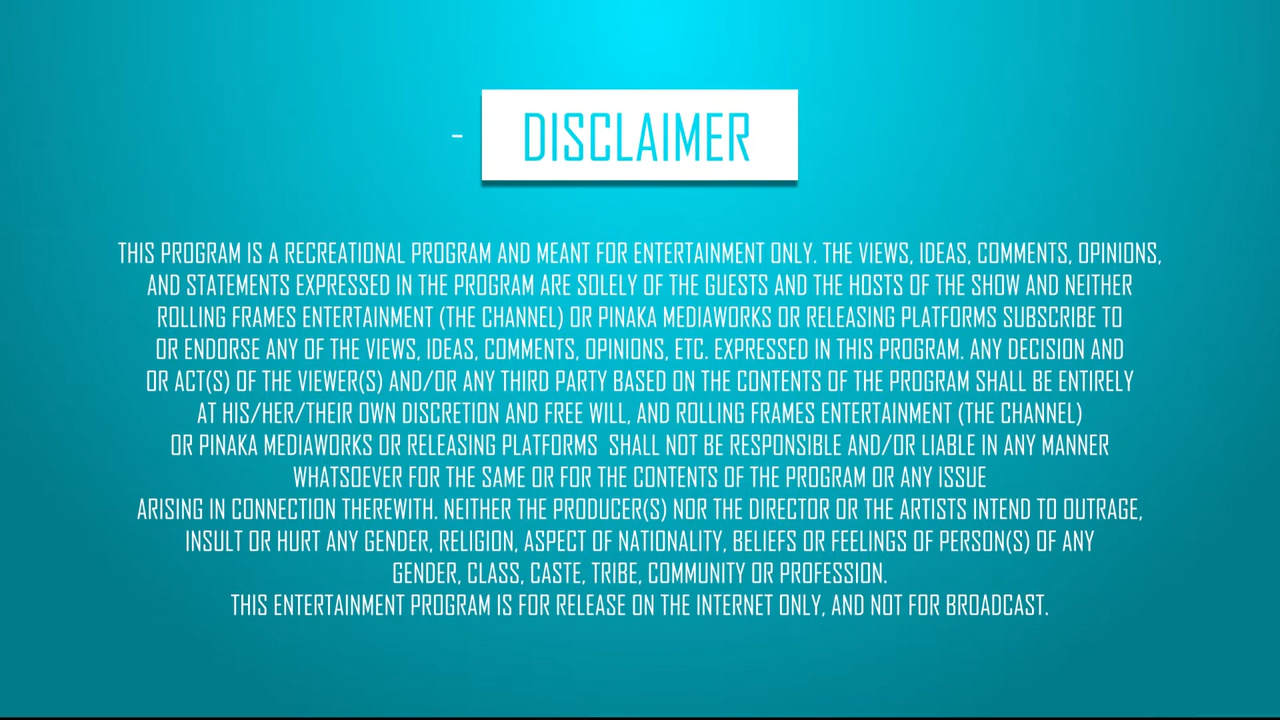 - DISCLAIMER
THIS PROGRAM IS A RECREATIONAL PROGRAM AND MEANT FOR ENTERTAINMENT ONLY. THE VIEWS, IDEAS, COMMENTS, OPINIONS,
AND STATEMENTS EXPRESSED IN THE PROGRAM ARE SOLELY OF THE GUESTS AND THE HOSTS OF THE SHOW AND NEITHER
ROLLING FRAMES ENTERTAINMENT (THE CHANNEL) OR PINAKA MEDIAWORKS OR RELEASING PLATFORMS SUBSCRIBE TO
OR ENDORSE ANY OF THE VIEWS, IDEAS, COMMENTS, OPINIONS, ETC. EXPRESSED IN THIS PROGRAM. ANY DECISION AND
OR ACT(S) OF THE VIEWER(S) AND/OR ANY THIRD PARTY BASED ON THE CONTENTS OF THE PROGRAM SHALL BE ENTIRELY
AT HIS/HER/THEIR OWN DISCRETION AND FREE WILL, AND ROLLING FRAMES ENTERTAINMENT (THE CHANNEL)
OR PINAKA MEDIAWORKS OR RELEASING PLATFORMS SHALL NOT BE RESPONSIBLE AND/OR LIABLE IN ANY MANNER
WHATSOEVER FOR THE SAME OR FOR THE CONTENTS OF THE PROGRAM OR ANY ISSUE
ARISING IN CONNECTION THEREWITH. NEITHER THE PRODUCER(S) NOR THE DIRECTOR OR THE ARTISTS INTEND TO OUTRAGE,
INSULT OR HURT ANY GENDER, RELIGION, ASPECT OF NATIONALITY, BELIEFS OR FEELINGS OF PERSON(S) OF ANY
GENDER, CLASS, CASTE, TRIBE, COMMUNITY OR PROFESSION.
THIS ENTERTAINMENT PROGRAM IS FOR RELEASE ON THE INTERNET ONLY, AND NOT FOR BROADCAST.